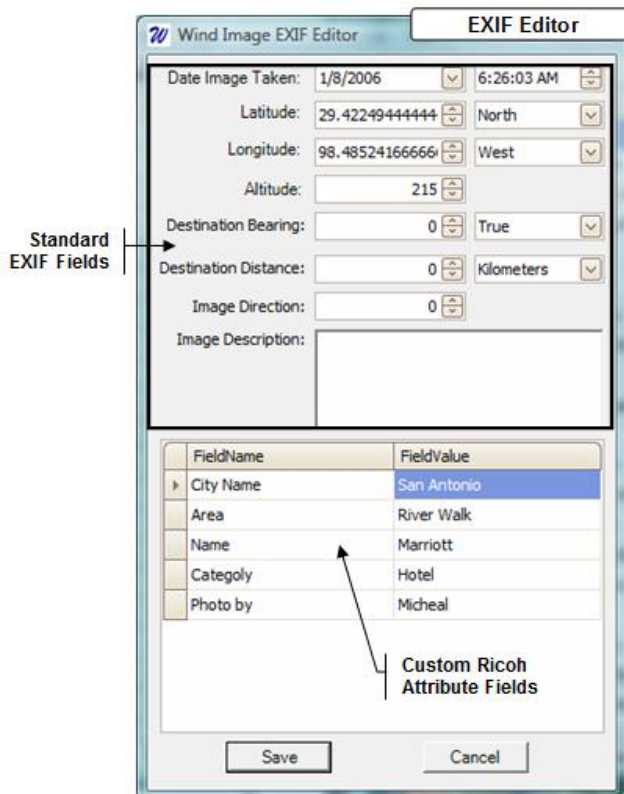 EXIF Editor
W Wind Image EXIF Editor
Date Image Taken: 1/8/2006 6:26:03 AM
Latitude: 29.42249444444 North
Longitude: 98.4852416666 West
Altitude: 215
Destination Bearing: 0 True
Standard
EXIF Fields
Destination Distance: 0 Kilometers
Image Direction: 0
Image Description:
FieldName FieldValue
City Name San Antonio
Area River Walk
Name Marriott
Categoly Hotel
Photo by Micheal
Custom Ricoh
Attribute Fields
Save Cancel